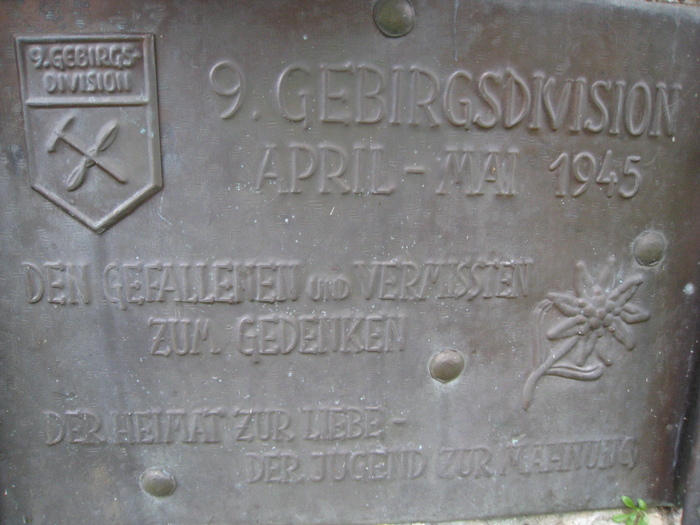 9. GEBIRGS-
DIVISION
9. GEBIRGSDIVISION
APRIL - MAI 1945
DEN GEFALLENEN UND VERMISSTEN
ZUM GEDENKEN
DER HEIMAT ZUR LIEBE -
DER JUGEND ZUR MAHNUNG